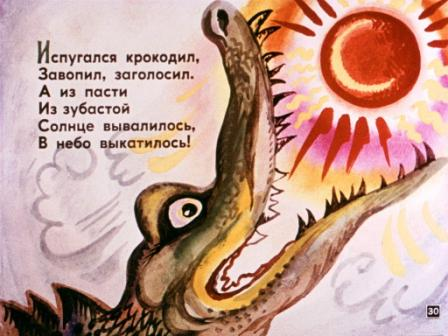 Испугался крокодил,
Завопил, заголосил.
А из пасти
Из зубастой
Солнце вывалилось,
В небо выкатилось!
30